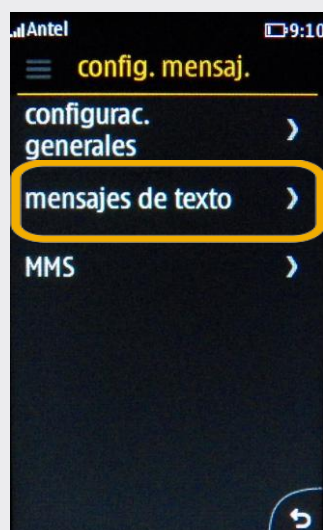 Antel 9:10
config. mensaj.
configurac.
generales
mensajes de texto
MMS